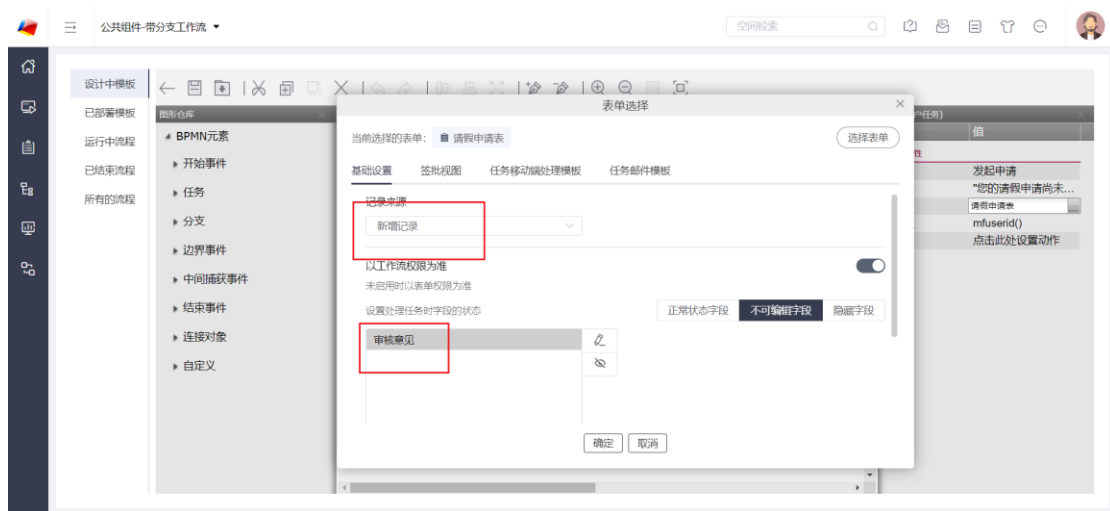 公共组件-带分支工作流
空间检索
设计中模板
已部署模板
运行中流程
已结束流程
所有的流程
图形仓库
BPMN元素
开始事件
任务
分支
边界事件
中间捕获事件
结束事件
连接对象
自定义
表单选择
当前选择的表单: 请假申请表
选择表单
基础设置 签批视图 任务移动端处理模板 任务邮件模板
记录来源
新增记录
以工作流权限为准
未启用时以表单权限为准
设置处理任务时字段的状态
正常状态字段 不可编辑字段 隐藏字段
审核意见
确定 取消
户任务)
值
性
发起申请
"您的请假申请尚未...
请假申请表 ...
mfuserid()
点击此处设置动作